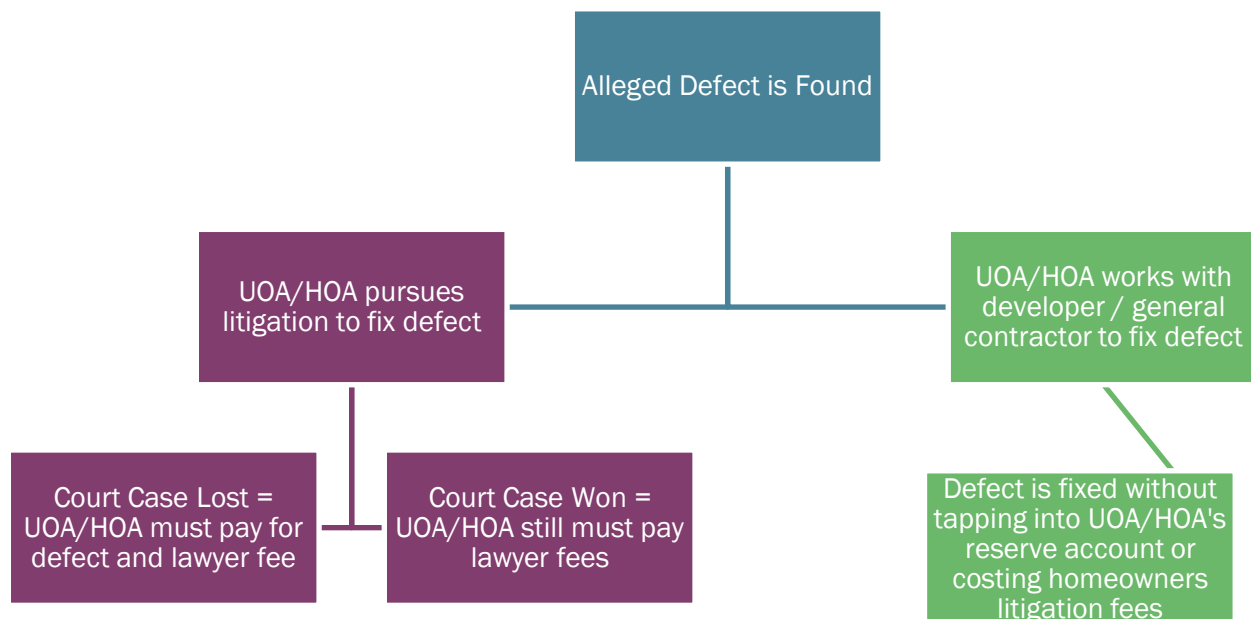 Alleged Defect is Found
UOA/HOA pursues
litigation to fix defect
UOA/HOA works with
developer / general
contractor to fix defect
Court Case Lost =
UOA/HOA must pay for
defect and lawyer fee
Court Case Won =
UOA/HOA still must pay
lawyer fees
Defect is fixed without
tapping into UOA/HOA's
reserve account or
costing homeowners
litigation fees